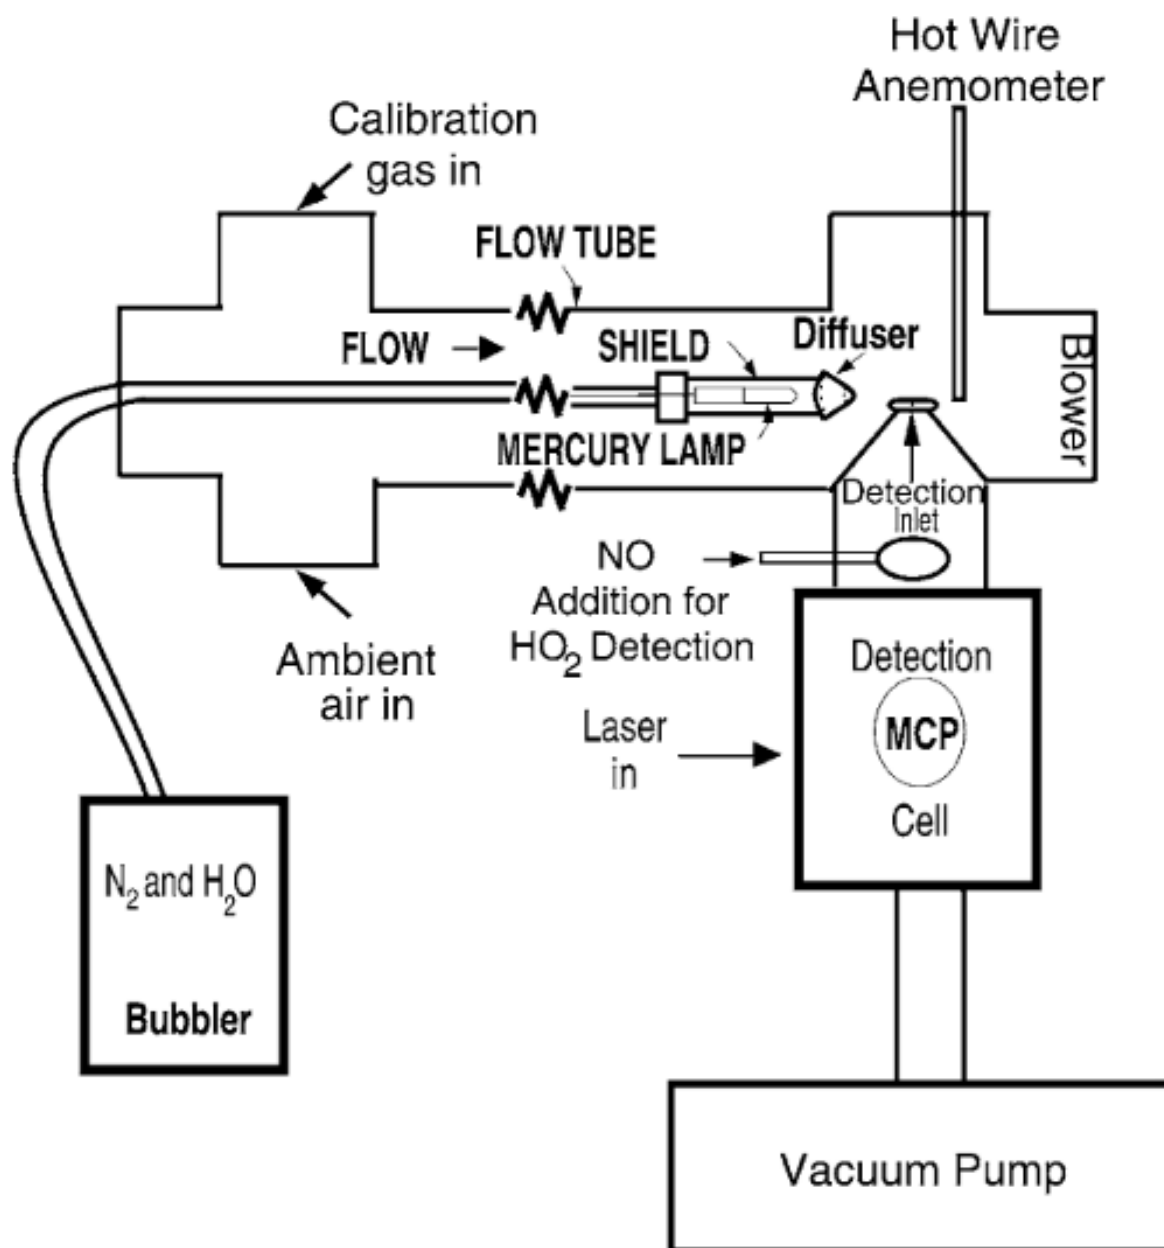 Hot Wire
Anemometer
Calibration
gas in
FLOW TUBE
FLOW
SHIELD
Diffuser
Blower
MERCURY LAMP
Detection
Inlet
NO
Addition for
HO2 Detection
Ambient
air in
Laser
in
Detection
MCP
Cell
N2 and H2O
Bubbler
Vacuum Pump